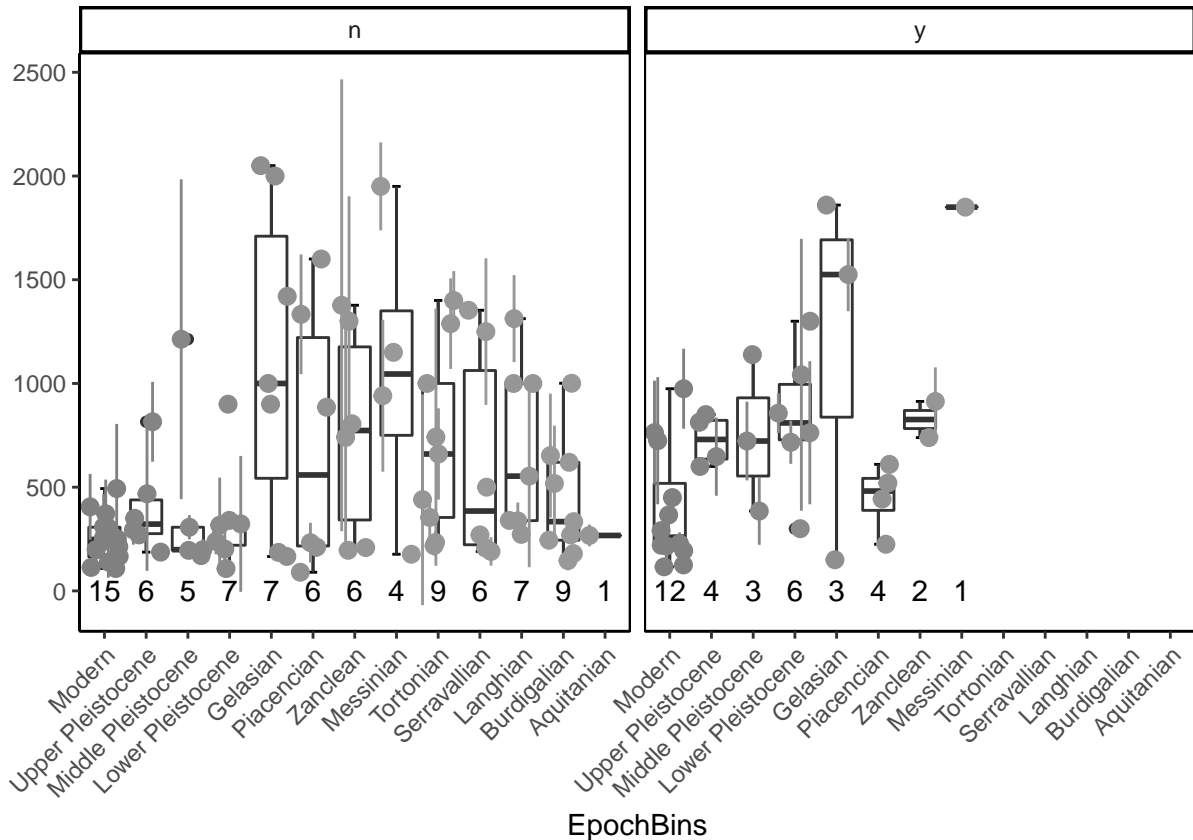 n y
2500
2000
1500
1000
500
0
15 6 5 7 7 6 6 4 9 6 7 9 1 12 4 3 6 3 4 2 1
Modern
Upper Pleistocene
Middle Pleistocene
Lower Pleistocene
Gelasian
Piacencian
Zanclean
Messinian
Tortonian
Serravallian
Langhian
Burdigalian
Aquitanian
Modern
Upper Pleistocene
Middle Pleistocene
Lower Pleistocene
Gelasian
Piacencian
Zanclean
Messinian
Tortonian
Serravallian
Langhian
Burdigalian
Aquitanian
EpochBins